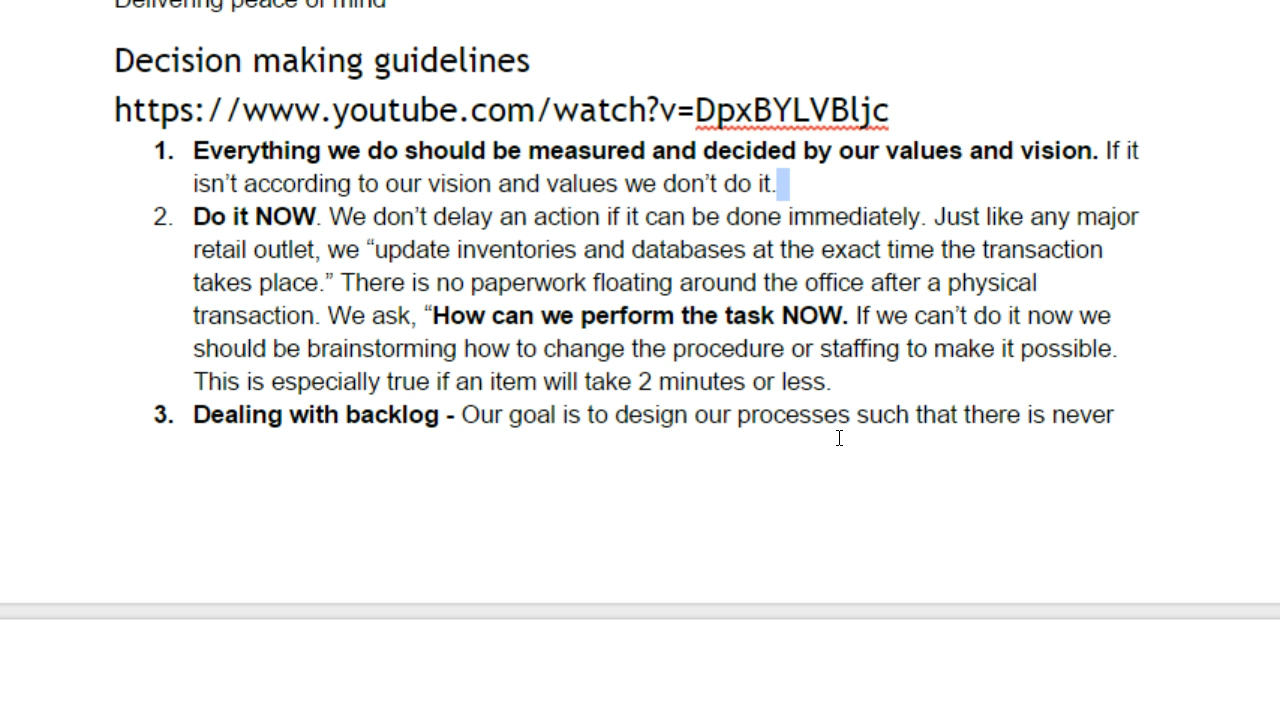 Delivering peace of mind
Decision making guidelines
https://www.youtube.com/watch?v=DpxBYLVBljc
1. Everything we do should be measured and decided by our values and vision. If it
isn’t according to our vision and values we don’t do it.
2. Do it NOW. We don’t delay an action if it can be done immediately. Just like any major
retail outlet, we “update inventories and databases at the exact time the transaction
takes place.” There is no paperwork floating around the office after a physical
transaction. We ask, “How can we perform the task NOW. If we can’t do it now we
should be brainstorming how to change the procedure or staffing to make it possible.
This is especially true if an item will take 2 minutes or less.
3. Dealing with backlog - Our goal is to design our processes such that there is never